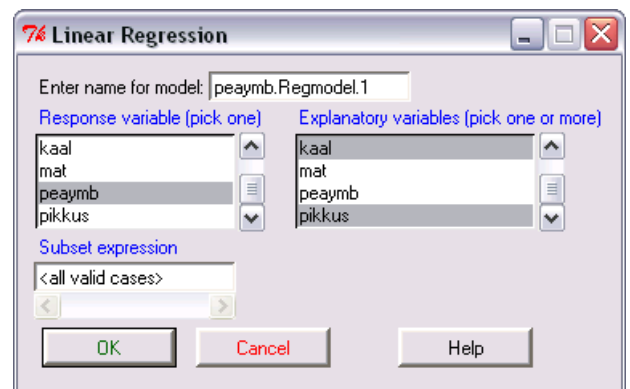 Linear Regression
Enter name for model: peaymb.Regmodel.1
Response variable (pick one)
kaal
mat
peaymb
pikkus
Explanatory variables (pick one or more)
kaal
mat
peaymb
pikkus
Subset expression
<all valid cases>
OK Cancel Help